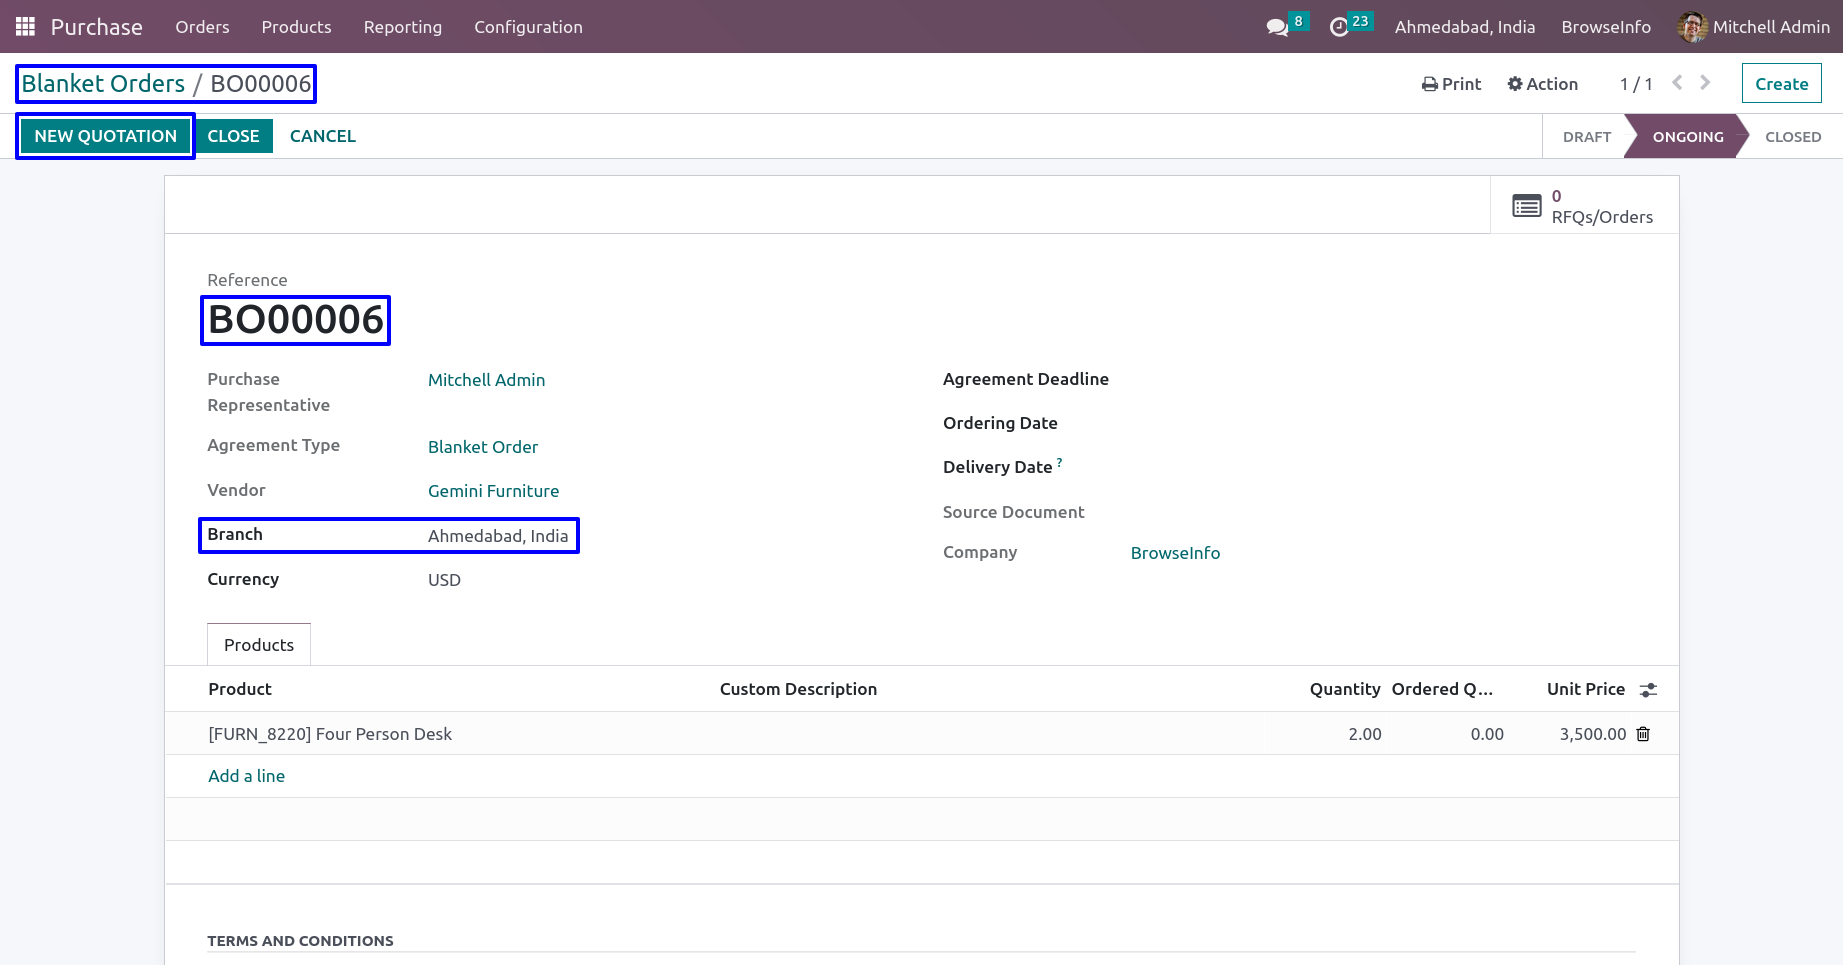 Purchase Orders Products Reporting Configuration 8 23 Ahmedabad, India BrowseInfo Mitchell Admin
Blanket Orders / BO00006 Print Action 1 / 1 Create
NEW QUOTATION CLOSE CANCEL DRAFT ONGOING CLOSED
0
RFQs/Orders
Reference
BO00006
Purchase Representative Mitchell Admin
Agreement Type Blanket Order
Vendor Gemini Furniture
Branch Ahmedabad, India
Currency USD
Agreement Deadline
Ordering Date
Delivery Date ?
Source Document
Company BrowseInfo
Products
Product Custom Description Quantity Ordered Q... Unit Price
[FURN_8220] Four Person Desk 2.00 0.00 3,500.00
Add a line
TERMS AND CONDITIONS